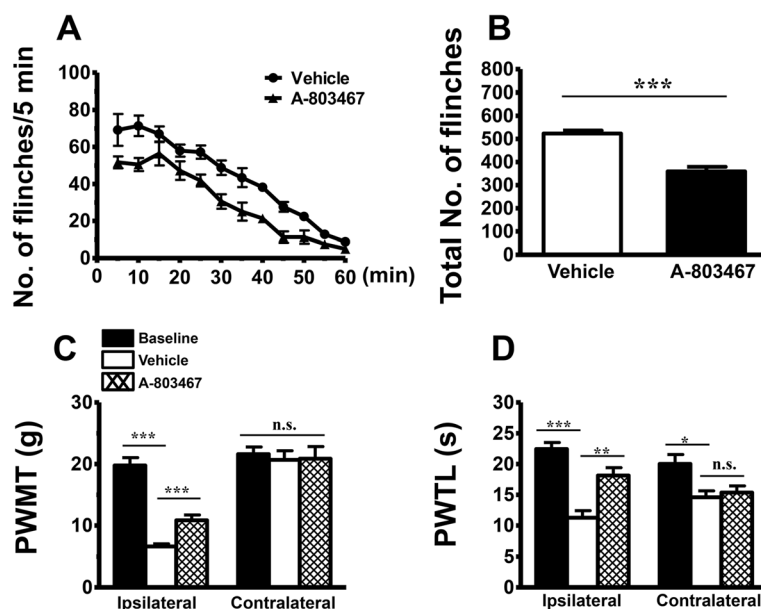 A
No. of flinches/5 min
100
80
60
40
20
0
0
10
20
30
40
50
60
(min)
Vehicle
A-803467
B
Total No. of flinches
800
700
600
500
400
300
200
100
0
***
Vehicle
A-803467
C
Baseline
Vehicle
A-803467
PWMT (g)
30
20
10
0
***
***
n.s.
Ipsilateral
Contralateral
D
PWTL (s)
30
25
20
15
10
5
0
***
**
*
n.s.
Ipsilateral
Contralateral